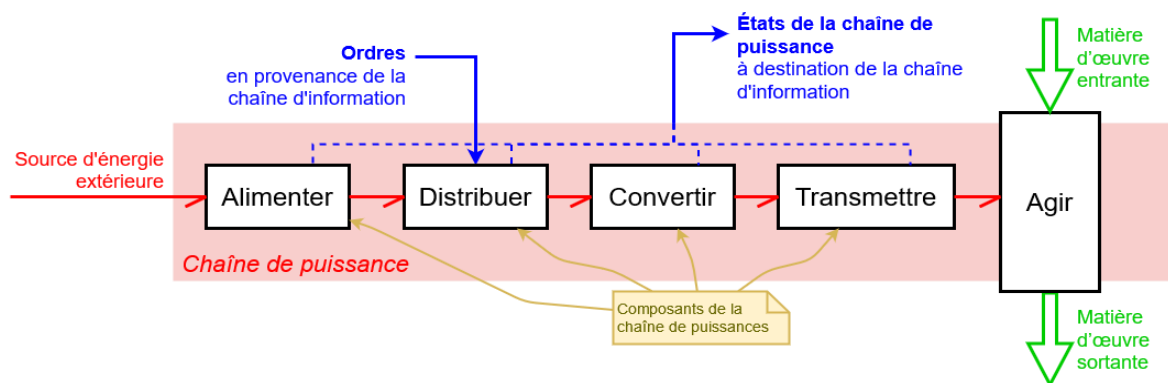 Ordres
en provenance de la
chaîne d'information
États de la chaîne de
puissance
à destination de la chaîne
d'information
Matière
d'œuvre
entrante
Source d'énergie
extérieure
Alimenter
Distribuer
Convertir
Transmettre
Agir
Chaîne de puissance
Composants de la
chaîne de puissances
Matière
d'œuvre
sortante